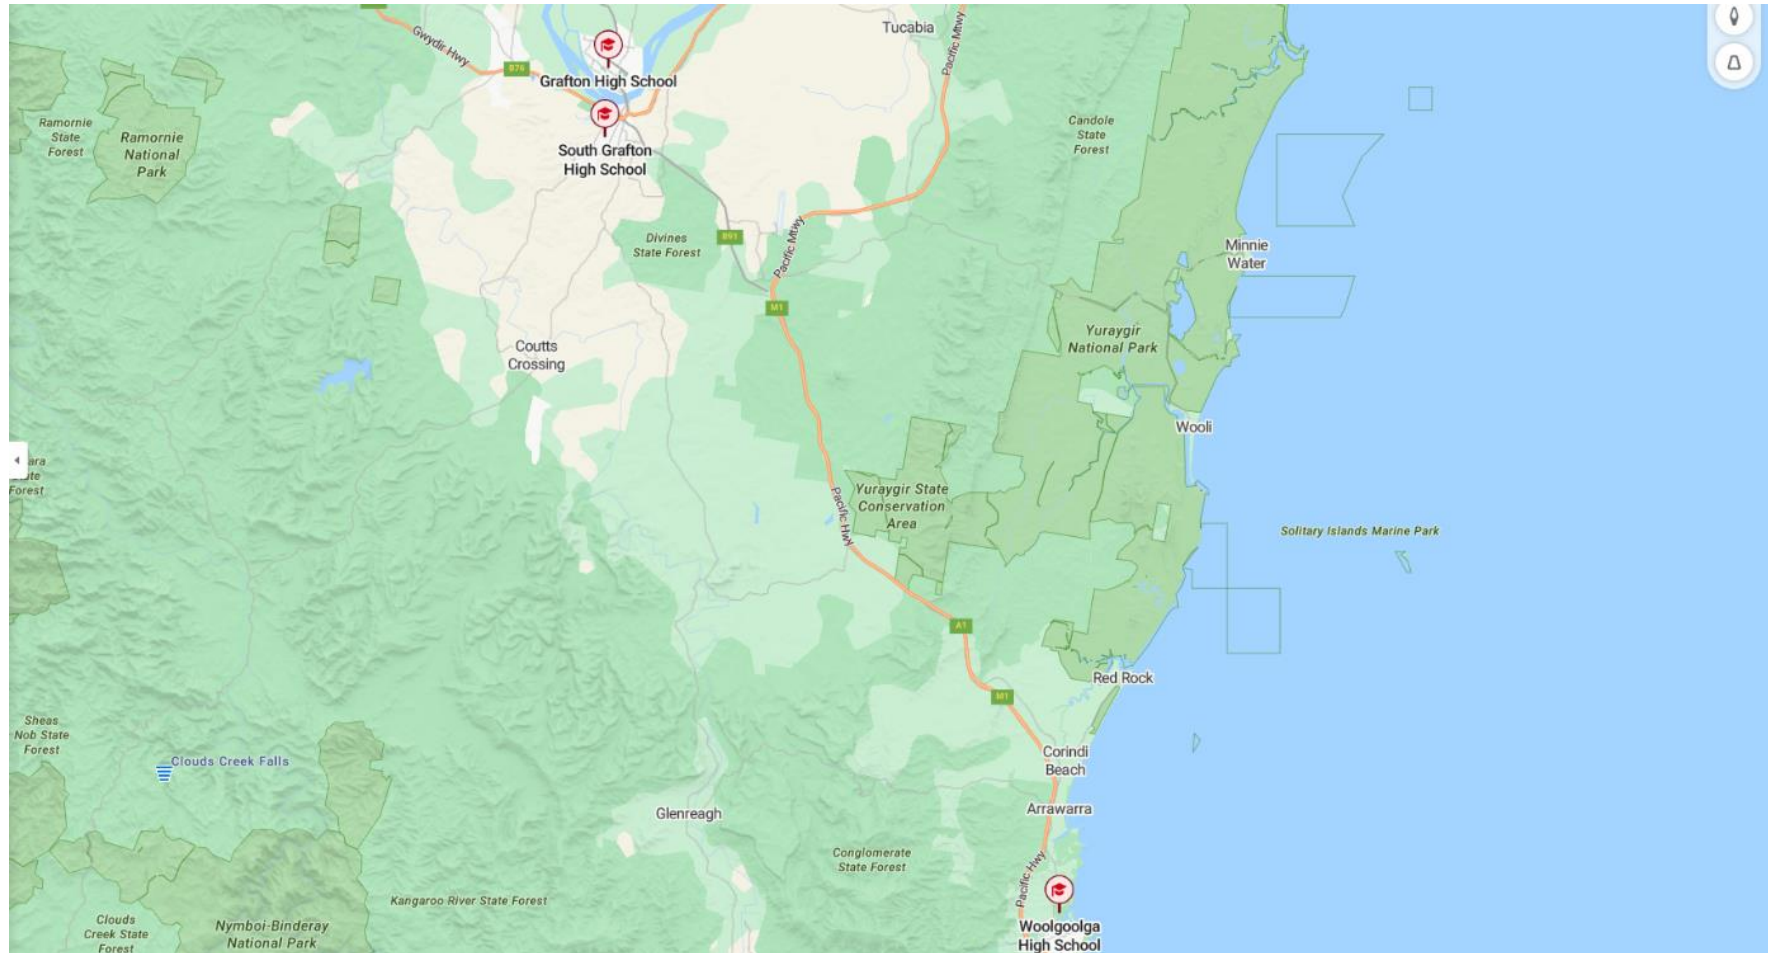 Tucabia
Gwydir Hwy
Pacific Mtwy
B76
Grafton High School
Ramornie
State
Forest
Ramornie
National
Park
South Grafton
High School
Candole
State
Forest
Divines
State Forest
B91
Pacific Mtwy
Minnie
Water
M1
Yuraygir
National Park
Coutts
Crossing
Wooli
Forest
Yuraygir State
Conservation
Area
Pacific Hwy
Solitary Islands Marine Park
A1
Red Rock
M1
Sheas
Nob State
Forest
Clouds Creek Falls
Corindi
Beach
Arrawarra
Glenreagh
Conglomerate
State Forest
Pacific Hwy
Kangaroo River State Forest
Clouds
Creek State
Forest
Nymboi-Binderay
National Park
Woolgoolga
High School